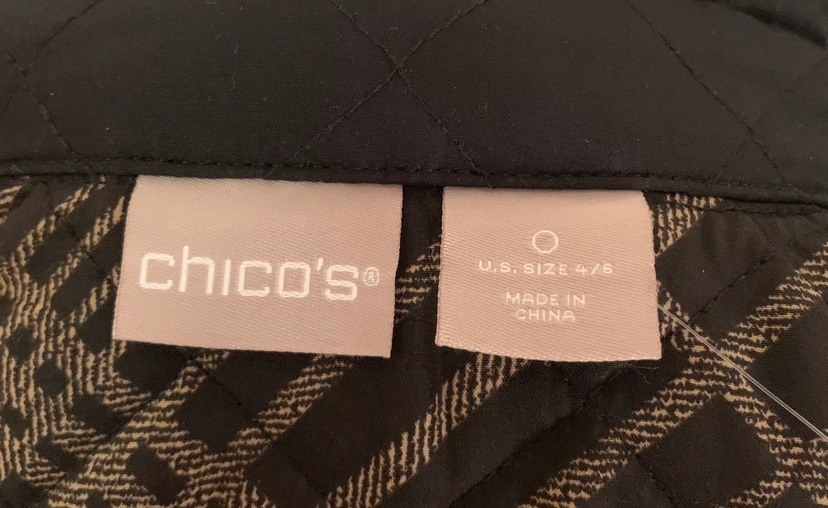 chico's®
0
U.S. SIZE 4/6
MADE IN
CHINA